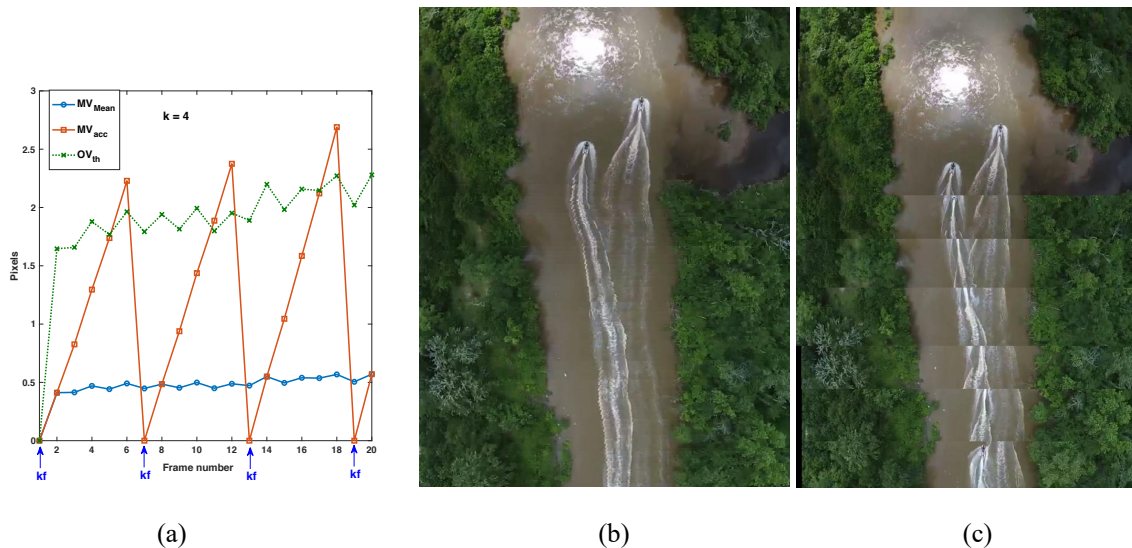 3
2.5
2
1.5
1
0.5
0
MV_Mean
MV_acc
OV_th
k = 4
Pixels
2 4 6 8 10 12 14 16 18 20
Frame number
kf kf kf kf
(a) (b) (c)